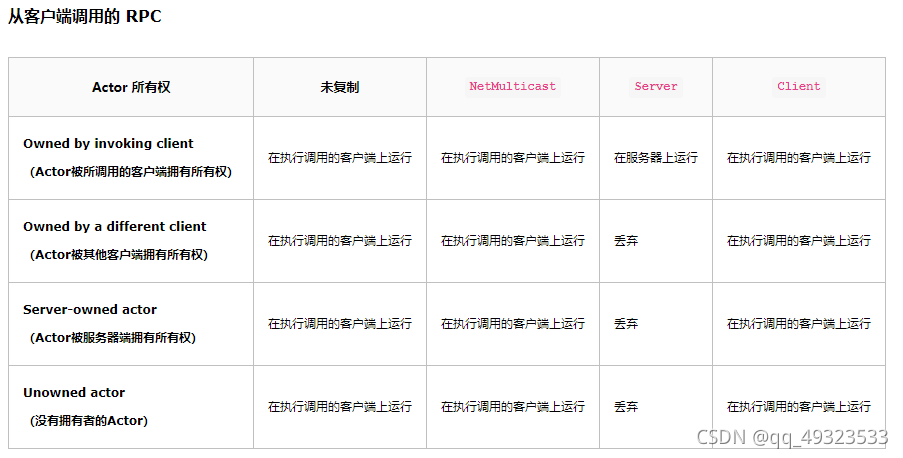 从客户端调用的 RPC
Actor 所有权 未复制 NetMulticast Server Client
Owned by invoking client
(Actor被所调用的客户端拥有所有权)
在执行调用的客户端上运行 在执行调用的客户端上运行 在服务器上运行 在执行调用的客户端上运行
Owned by a different client
(Actor被其他客户端拥有所有权)
在执行调用的客户端上运行 在执行调用的客户端上运行 丢弃 在执行调用的客户端上运行
Server-owned actor
(Actor被服务器端拥有所有权)
在执行调用的客户端上运行 在执行调用的客户端上运行 丢弃 在执行调用的客户端上运行
Unowned actor
(没有拥有者的Actor)
在执行调用的客户端上运行 在执行调用的客户端上运行 丢弃 在执行调用的客户端上运行
CSDN @qq_49323533